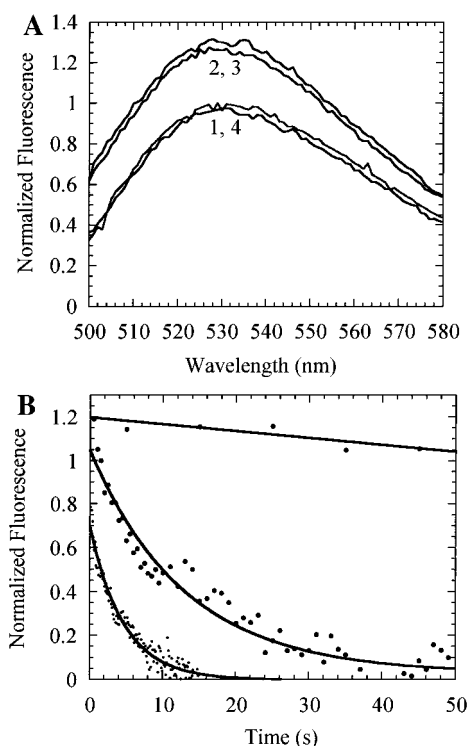 A
Normalized Fluorescence
1.4
1.2
1
0.8
0.6
0.4
0.2
0
2, 3
1, 4
500 510 520 530 540 550 560 570 580
Wavelength (nm)
B
Normalized Fluorescence
1.2
1
0.8
0.6
0.4
0.2
0
0 10 20 30 40 50
Time (s)